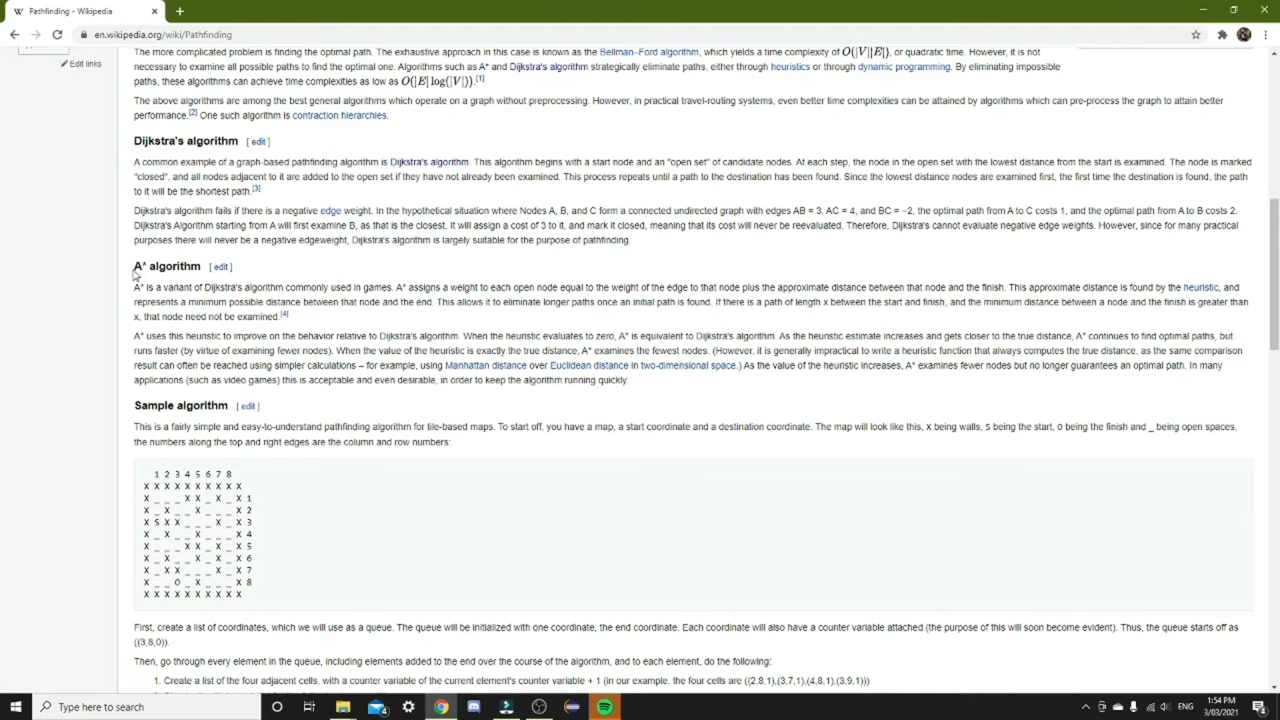 Pathfinding - Wikipedia
en.wikipedia.org/wiki/Pathfinding
Edit links
The more complicated problem is finding the optimal path. The exhaustive approach in this case is known as the Bellman–Ford algorithm, which yields a time complexity of O(|V||E|), or quadratic time. However, it is not
necessary to examine all possible paths to find the optimal one. Algorithms such as A* and Dijkstra's algorithm strategically eliminate paths, either through heuristics or through dynamic programming. By eliminating impossible
paths, these algorithms can achieve time complexities as low as O(|E| log(|V|)).[1]
The above algorithms are among the best general algorithms which operate on a graph without preprocessing. However, in practical travel-routing systems, even better time complexities can be attained by algorithms which can pre-process the graph to attain better
performance.[2] One such algorithm is contraction hierarchies.
Dijkstra's algorithm [ edit ]
A common example of a graph-based pathfinding algorithm is Dijkstra's algorithm. This algorithm begins with a start node and an "open set" of candidate nodes. At each step, the node in the open set with the lowest distance from the start is examined. The node is marked
"closed", and all nodes adjacent to it are added to the open set if they have not already been examined. This process repeats until a path to the destination has been found. Since the lowest distance nodes are examined first, the first time the destination is found, the path
to it will be the shortest path.[3]
Dijkstra's algorithm fails if there is a negative edge weight. In the hypothetical situation where Nodes A, B, and C form a connected undirected graph with edges AB = 3, AC = 4, and BC = −2, the optimal path from A to C costs 1, and the optimal path from A to B costs 2.
Dijkstra's Algorithm starting from A will first examine B, as that is the closest. It will assign a cost of 3 to it, and mark it closed, meaning that its cost will never be reevaluated. Therefore, Dijkstra's cannot evaluate negative edge weights. However, since for many practical
purposes there will never be a negative edgeweight, Dijkstra's algorithm is largely suitable for the purpose of pathfinding.
A* algorithm [ edit ]
A* is a variant of Dijkstra's algorithm commonly used in games. A* assigns a weight to each open node equal to the weight of the edge to that node plus the approximate distance between that node and the finish. This approximate distance is found by the heuristic, and
represents a minimum possible distance between that node and the end. This allows it to eliminate longer paths once an initial path is found. If there is a path of length x between the start and finish, and the minimum distance between a node and the finish is greater than
x, that node need not be examined.[4]
A* uses this heuristic to improve on the behavior relative to Dijkstra's algorithm. When the heuristic evaluates to zero, A* is equivalent to Dijkstra's algorithm. As the heuristic estimate increases and gets closer to the true distance, A* continues to find optimal paths, but
runs faster (by virtue of examining fewer nodes). When the value of the heuristic is exactly the true distance, A* examines the fewest nodes. (However, it is generally impractical to write a heuristic function that always computes the true distance, as the same comparison
result can often be reached using simpler calculations – for example, using Manhattan distance over Euclidean distance in two-dimensional space.) As the value of the heuristic increases, A* examines fewer nodes but no longer guarantees an optimal path. In many
applications (such as video games) this is acceptable and even desirable, in order to keep the algorithm running quickly.
Sample algorithm [ edit ]
This is a fairly simple and easy-to-understand pathfinding algorithm for tile-based maps. To start off, you have a map, a start coordinate and a destination coordinate. The map will look like this, X being walls, S being the start, O being the finish and _ being open spaces,
the numbers along the top and right edges are the column and row numbers:
1 2 3 4 5 6 7 8
X X X X X X X X X X
X _ _ _ X X _ X _ X 1
X _ X _ _ X _ _ _ X 2
X S X X _ _ _ X _ X 3
X _ X _ _ X _ _ _ X 4
X _ _ _ X X _ X _ X 5
X _ X _ _ X _ X _ X 6
X _ X X _ _ _ X _ X 7
X _ _ O _ X _ _ _ X 8
X X X X X X X X X X
First, create a list of coordinates, which we will use as a queue. The queue will be initialized with one coordinate, the end coordinate. Each coordinate will also have a counter variable attached (the purpose of this will soon become evident). Thus, the queue starts off as
((3,8,0)).
Then, go through every element in the queue, including elements added to the end over the course of the algorithm, and to each element, do the following:
1. Create a list of the four adjacent cells, with a counter variable of the current element's counter variable + 1 (in our example, the four cells are ((2,8,1),(3,7,1),(4,8,1),(3,9,1)))
Type here to search
ENG
1:54 PM
3/03/2021